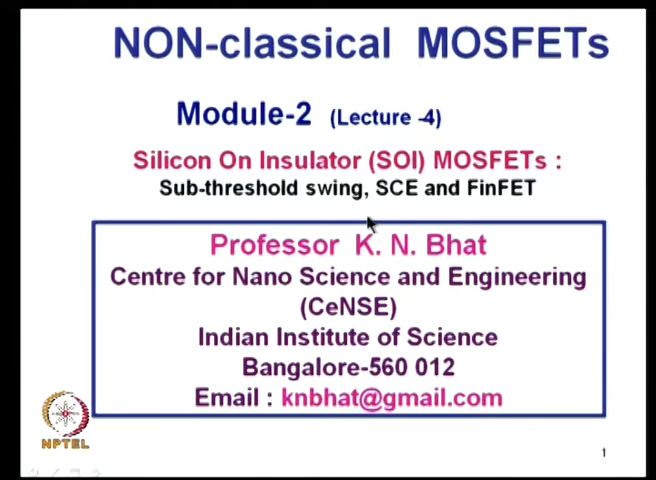 NON-classical MOSFETs
Module-2 (Lecture -4)
Silicon On Insulator (SOI) MOSFETs :
Sub-threshold swing, SCE and FinFET
Professor K. N. Bhat
Centre for Nano Science and Engineering
(CeNSE)
Indian Institute of Science
Bangalore-560 012
Email : knbhat@gmail.com
NPTEL
1